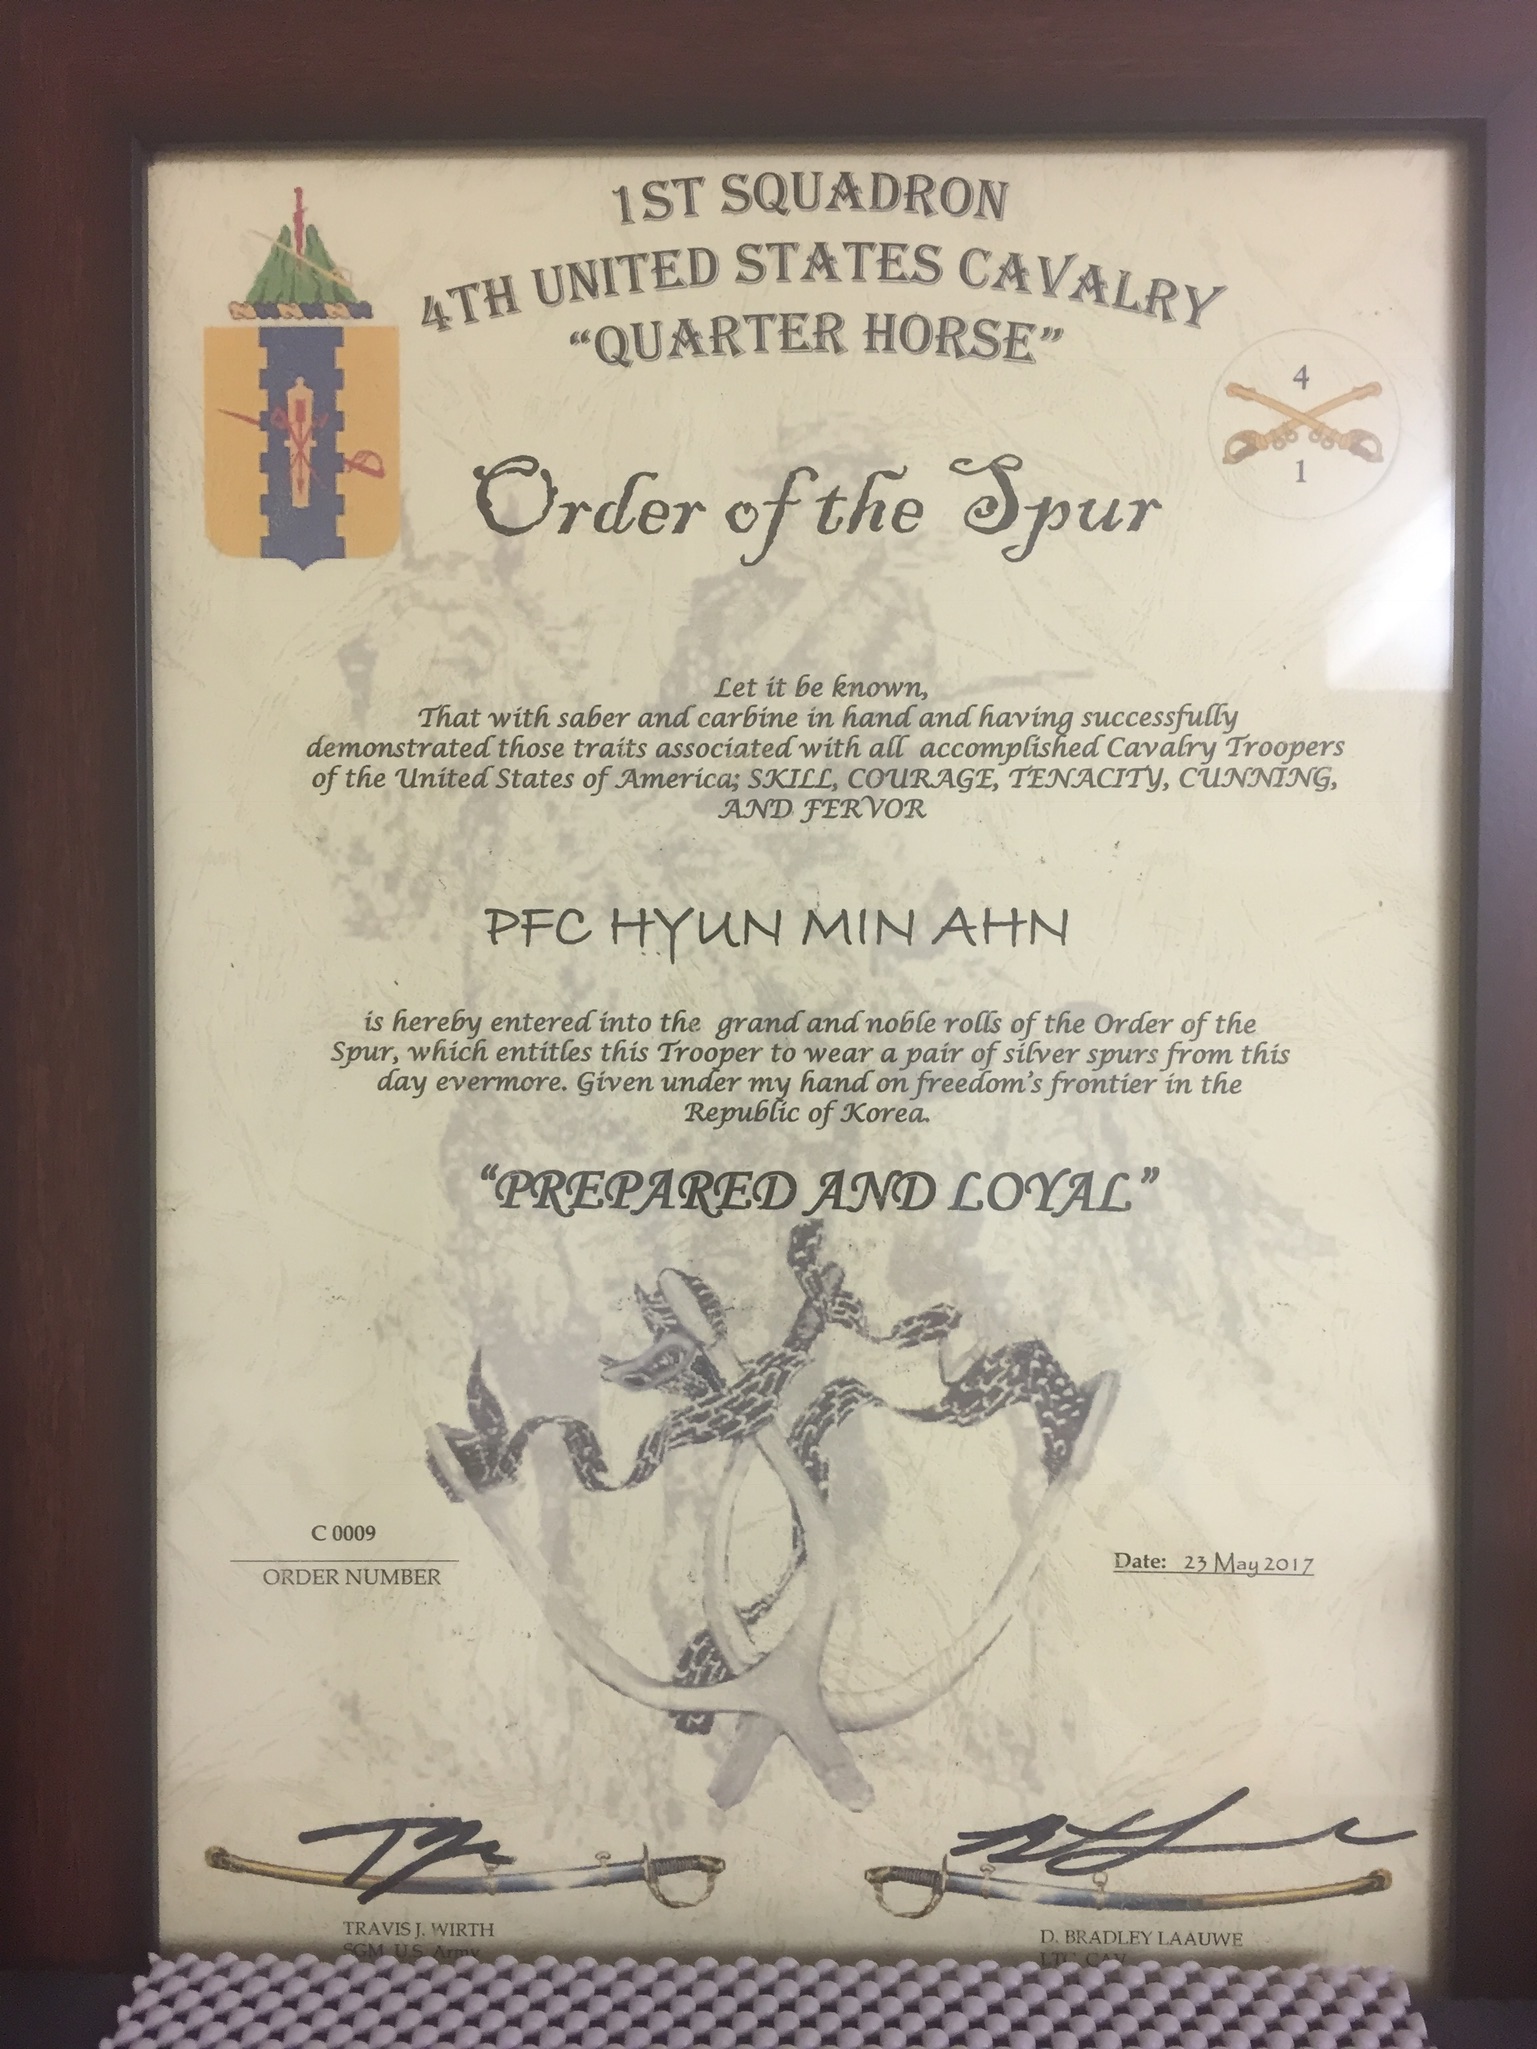 1ST SQUADRON
4TH UNITED STATES CAVALRY
“QUARTER HORSE”
4
1
Order of the Spur
Let it be known,
That with saber and carbine in hand and having successfully
demonstrated those traits associated with all accomplished Cavalry Troopers
of the United States of America; SKILL, COURAGE, TENACITY, CUNNING,
AND FERVOR
PFC HYUN MIN AHN
is hereby entered into the grand and noble rolls of the Order of the
Spur, which entitles this Trooper to wear a pair of silver spurs from this
day evermore. Given under my hand on freedom's frontier in the
Republic of Korea.
“PREPARED AND LOYAL”
C 0009
ORDER NUMBER
Date: 23 May 2017
TRAVIS J. WIRTH
SGM, U.S. Army
D. BRADLEY LAAUWE
LTC, CAV